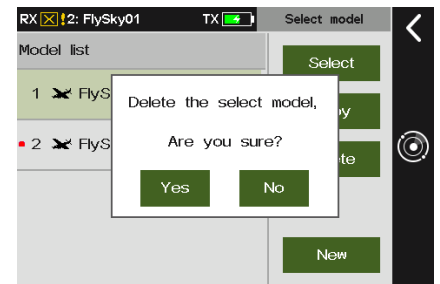 RX !2: FlySky01 TX Select model
Model list
Select
1 FlyS
Delete the select model,
Are you sure?
2 FlyS
Yes No
New